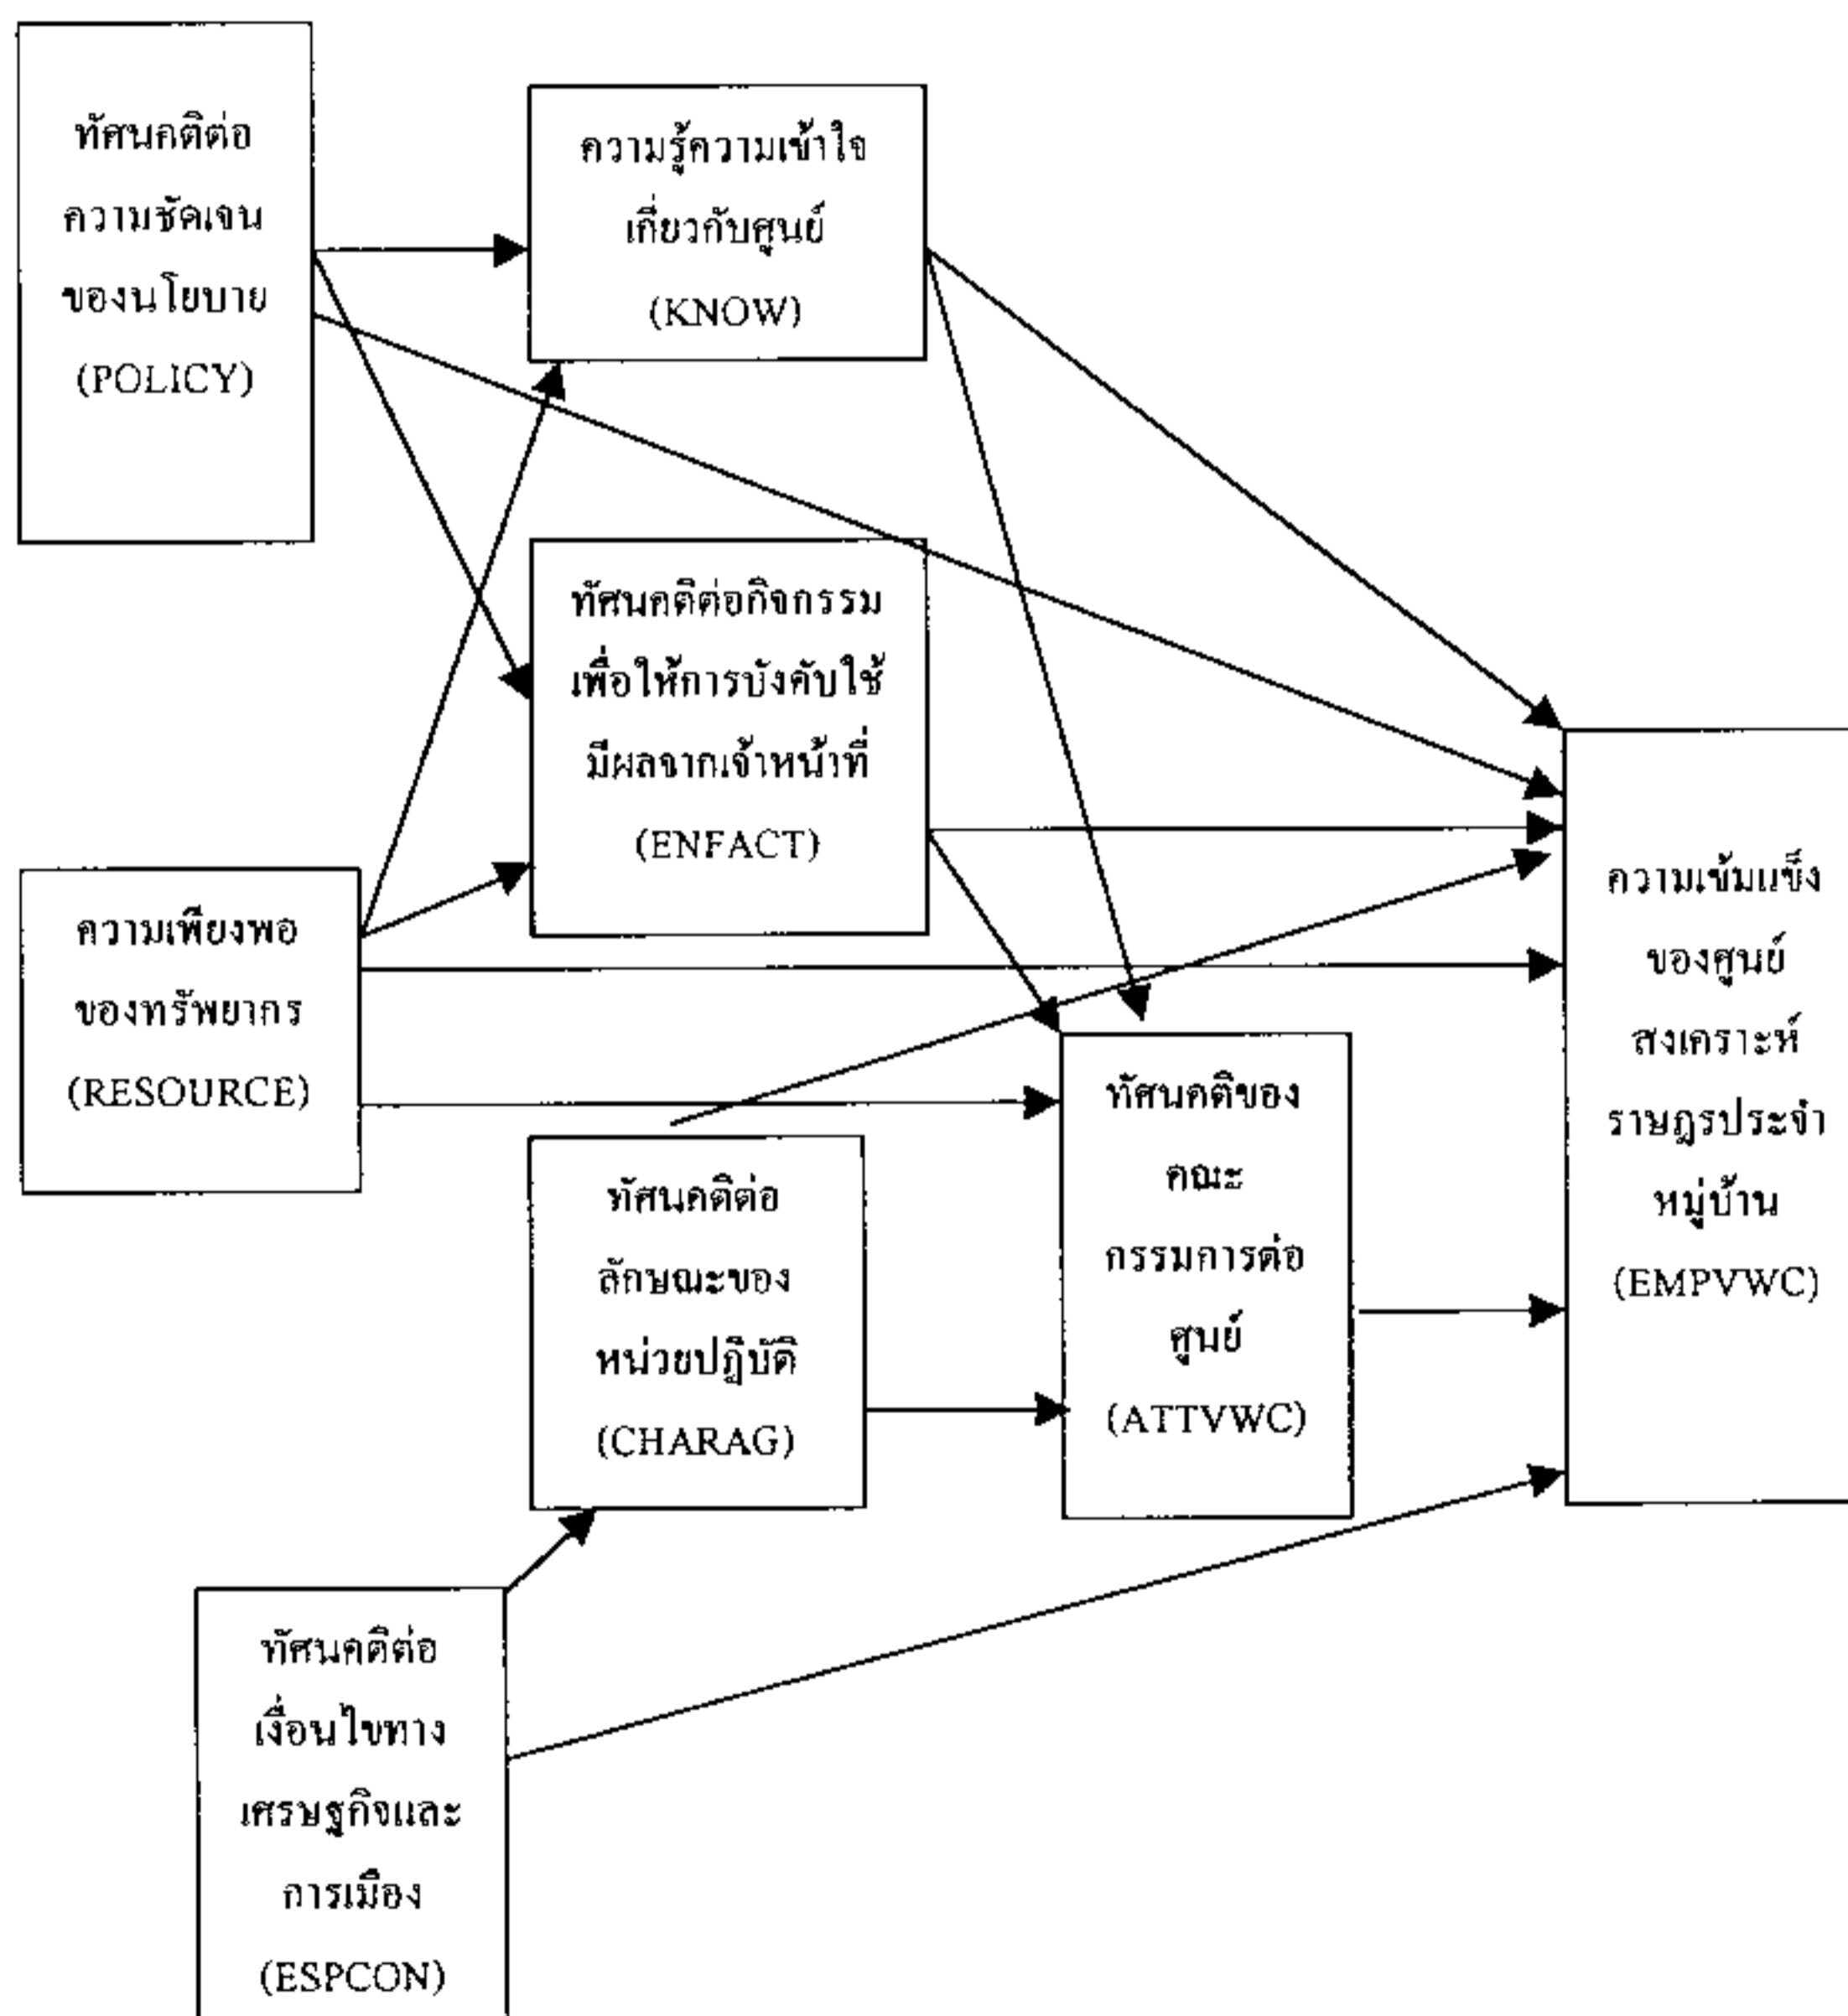 ทัศนคติต่อ
ความชัดเจน
ของนโยบาย
(POLICY)
ความรู้ความเข้าใจ
เกี่ยวกับศูนย์
(KNOW)
ทัศนคติต่อกิจกรรม
เพื่อให้การบังคับใช้
มีผลจากเจ้าหน้าที่
(ENFACT)
ความเพียงพอ
ของทรัพยากร
(RESOURCE)
ทัศนคติต่อ
ลักษณะของ
หน่วยปฏิบัติ
(CHARAG)
ทัศนคติของ
คณะ
กรรมการต่อ
ศูนย์
(ATTVWC)
ความเข้มแข็ง
ของศูนย์
สงเคราะห์
ราษฎรประจำ
หมู่บ้าน
(EMPVWC)
ทัศนคติต่อ
เงื่อนไขทาง
เศรษฐกิจและ
การเมือง
(ESPCON)